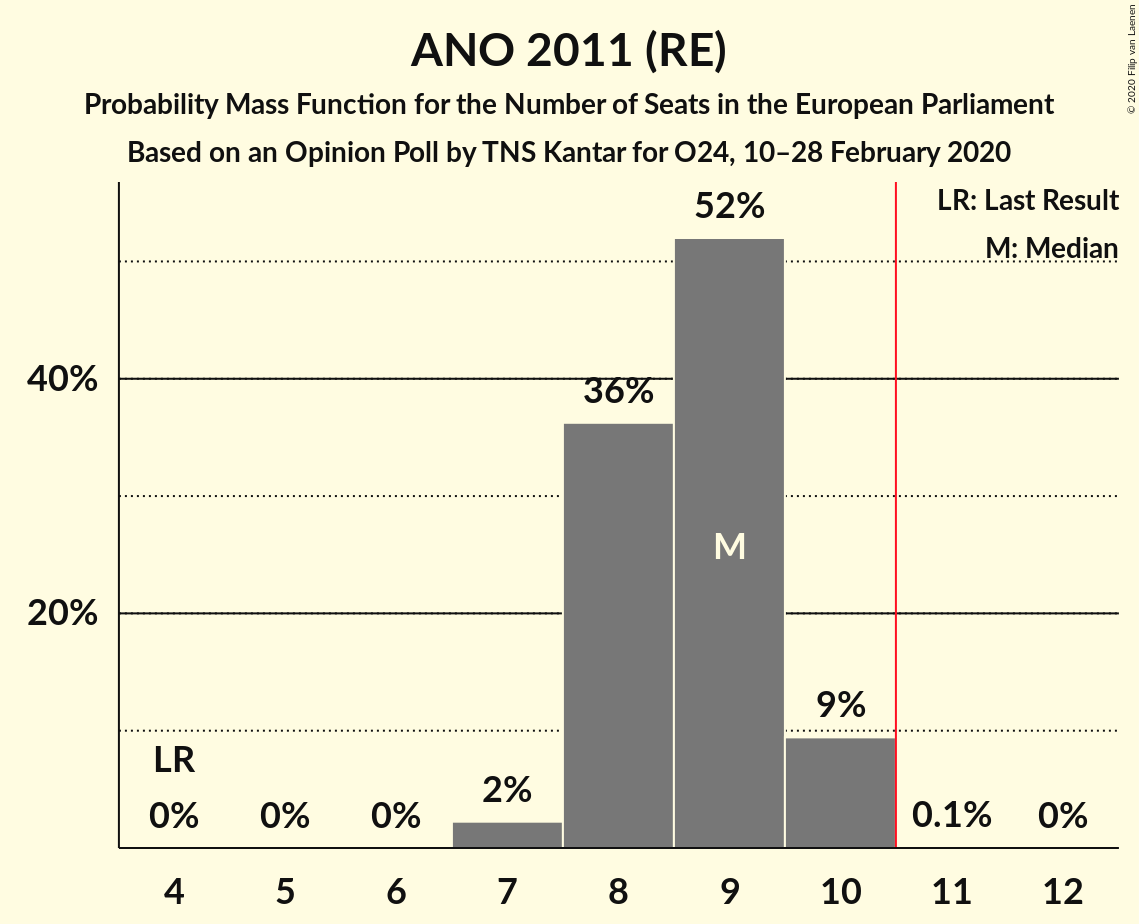 ANO 2011 (RE)
Probability Mass Function for the Number of Seats in the European Parliament
Based on an Opinion Poll by TNS Kantar for O24, 10–28 February 2020
© 2020 Filip van Laenen
LR: Last Result
M: Median
52%
40%
36%
M
20%
9%
LR
2%
0% 0% 0% 0.1% 0%
4 5 6 7 8 9 10 11 12